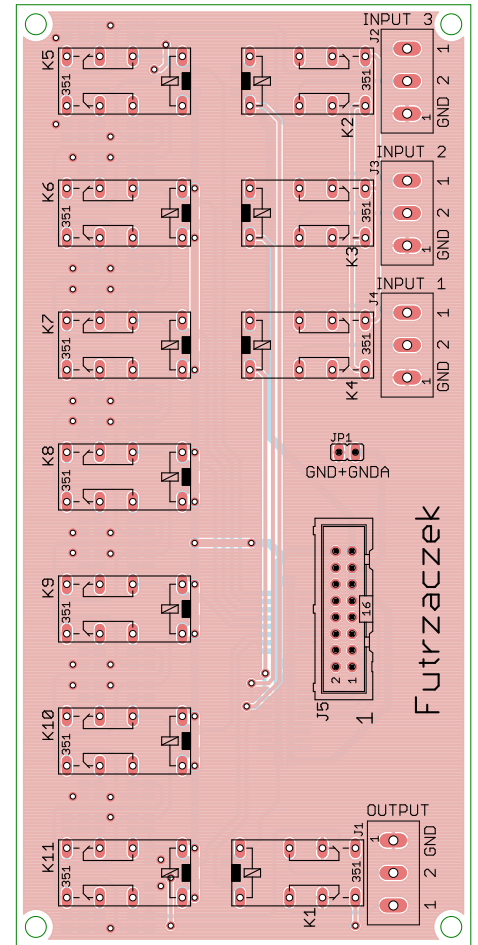 INPUT 3
J2
1
2
1
GND
K5
351
351
K2
INPUT 2
J3
1
2
1
GND
K6
351
351
K3
INPUT 1
J4
1
2
1
GND
K7
351
351
K4
JP1
GND+GNDA
K8
351
K9
351
16
2
1
J5
1
Futrzaczek
K10
351
OUTPUT
J1
1
GND
2
1
K11
351
351
K1